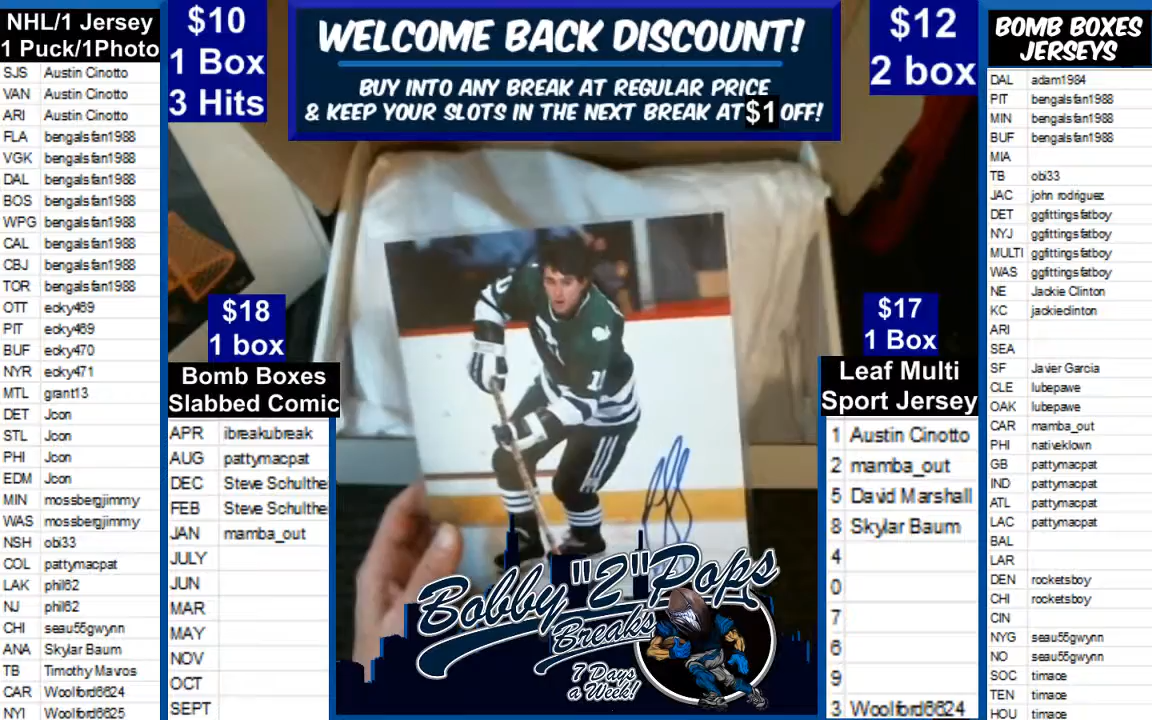 NHL/1 Jersey
1 Puck/1Photo
SJS Austin Cinotto
VAN Austin Cinotto
ARI Austin Cinotto
FLA bengalsfan1988
VGK bengalsfan1988
DAL bengalsfan1988
BOS bengalsfan1988
WPG bengalsfan1988
CAL bengalsfan1988
CBJ bengalsfan1988
TOR bengalsfan1988
OTT ecky469
PIT ecky469
BUF ecky470
NYR ecky471
MTL grant13
DET Jcon
STL Jcon
PHI Jcon
EDM Jcon
MIN mossbergjimmy
WAS mossbergjimmy
NSH obi33
COL pattymacpat
LAK phil62
NJ phil62
CHI seau55gwynn
ANA Skylar Baum
TB Timothy Mavros
CAR Woolford6624
NYI Woolford6625
$10
1 Box
3 Hits
WELCOME BACK DISCOUNT!
BUY INTO ANY BREAK AT REGULAR PRICE
& KEEP YOUR SLOTS IN THE NEXT BREAK AT $1 OFF!
$12
2 box
$18
1 box
Bomb Boxes
Slabbed Comic
APR ibreakubreak
AUG pattymacpat
DEC Steve Schulthe
FEB Steve Schulthe
JAN mamba_out
JULY
JUN
MAR
MAY
NOV
OCT
SEPT
Bobby "2" Pops
Breaks
7 Days
a Week!
$17
1 Box
Leaf Multi
Sport Jersey
1 Austin Cinotto
2 mamba_out
5 David Marshall
8 Skylar Baum
4
0
7
6
9
3 Woolford6624
BOMB BOXES
JERSEYS
DAL adam1984
PIT bengalsfan1988
MIN bengalsfan1988
BUF bengalsfan1988
MIA
TB obi33
JAC john rodriguez
DET ggfittingsfatboy
NYJ ggfittingsfatboy
MULTI ggfittingsfatboy
WAS ggfittingsfatboy
NE Jackie Clinton
KC jackieclinton
ARI
SEA
SF Javier Garcia
CLE lubepawe
OAK lubepawe
CAR mamba_out
PHI nativeklown
GB pattymacpat
IND pattymacpat
ATL pattymacpat
LAC pattymacpat
BAL
LAR
DEN rocketsboy
CHI rocketsboy
CIN
NYG seau55gwynn
NO seau55gwynn
SOC timace
TEN timace
HOU timace